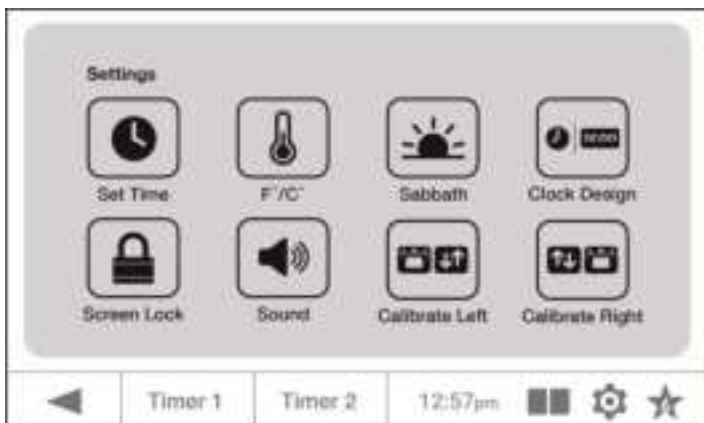 Settings
Set Time F°/C° Sabbath Clock Design
Screen Lock Sound Calibrate Left Calibrate Right
Timer 1 Timer 2 12:57pm